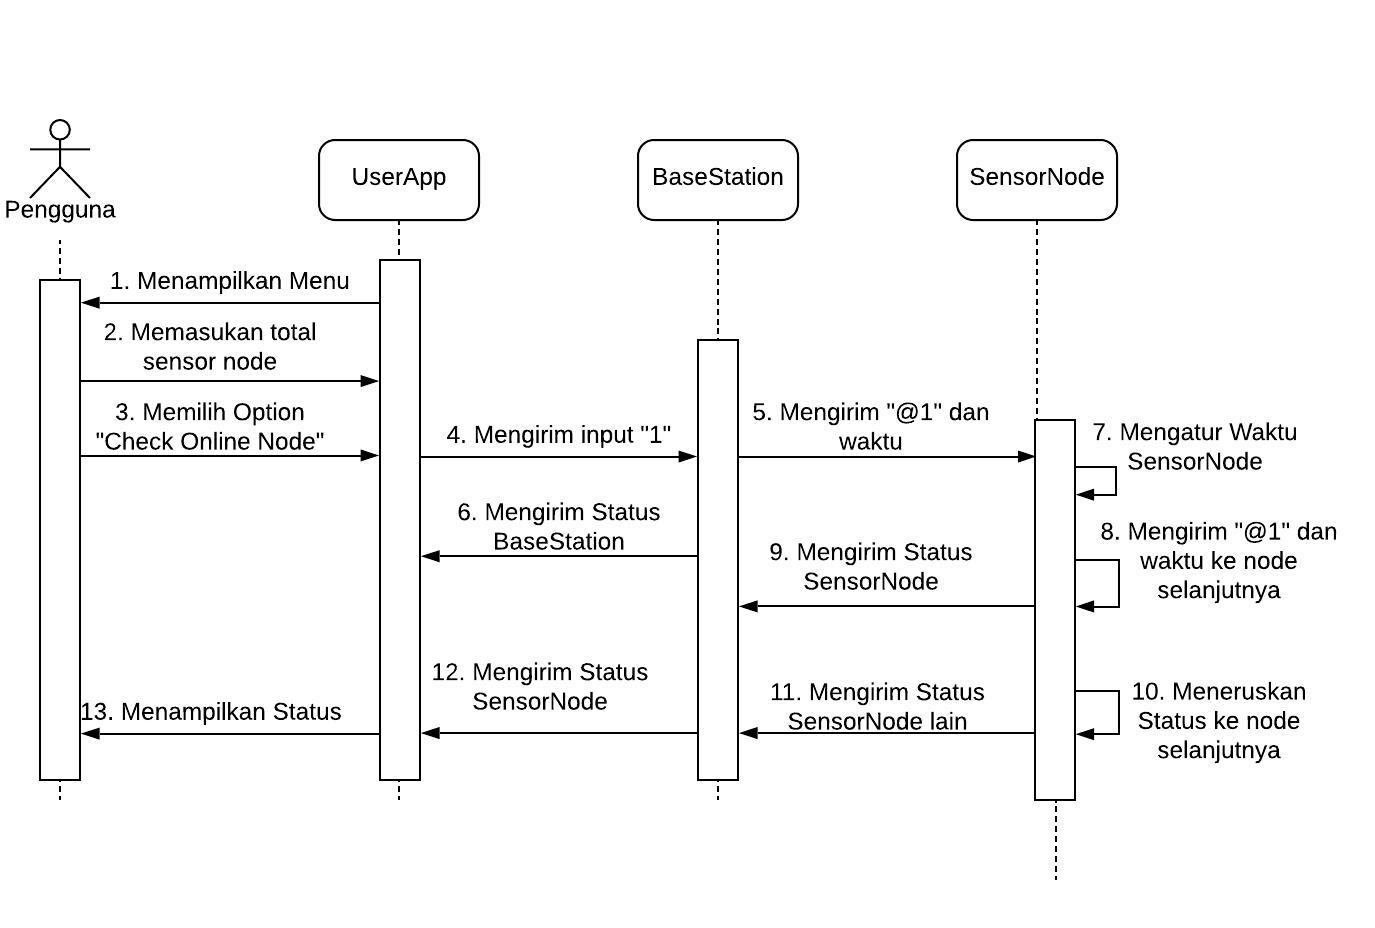 Pengguna
UserApp
BaseStation
SensorNode
1. Menampilkan Menu
2. Memasukan total
sensor node
3. Memilih Option
"Check Online Node"
4. Mengirim input "1"
5. Mengirim "@1" dan
waktu
6. Mengirim Status
BaseStation
7. Mengatur Waktu
SensorNode
8. Mengirim "@1" dan
waktu ke node
selanjutnya
9. Mengirim Status
SensorNode
10. Meneruskan
Status ke node
selanjutnya
11. Mengirim Status
SensorNode lain
12. Mengirim Status
SensorNode
13. Menampilkan Status